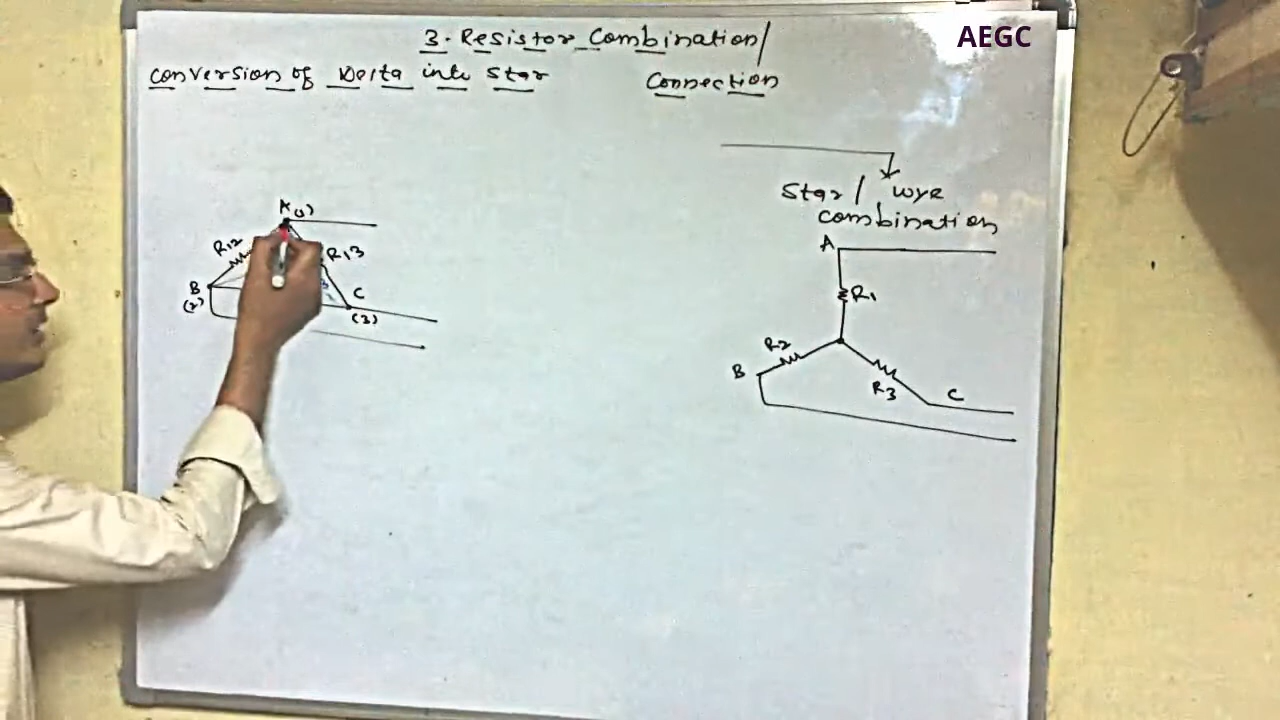 3. Resistor Combination/
AEGC
Conversion of Delta into Star
Connection
Star/ wye
combination
A(1)
R12
R13
B
(2)
C
(3)
A
R1
R2
B
R3
C